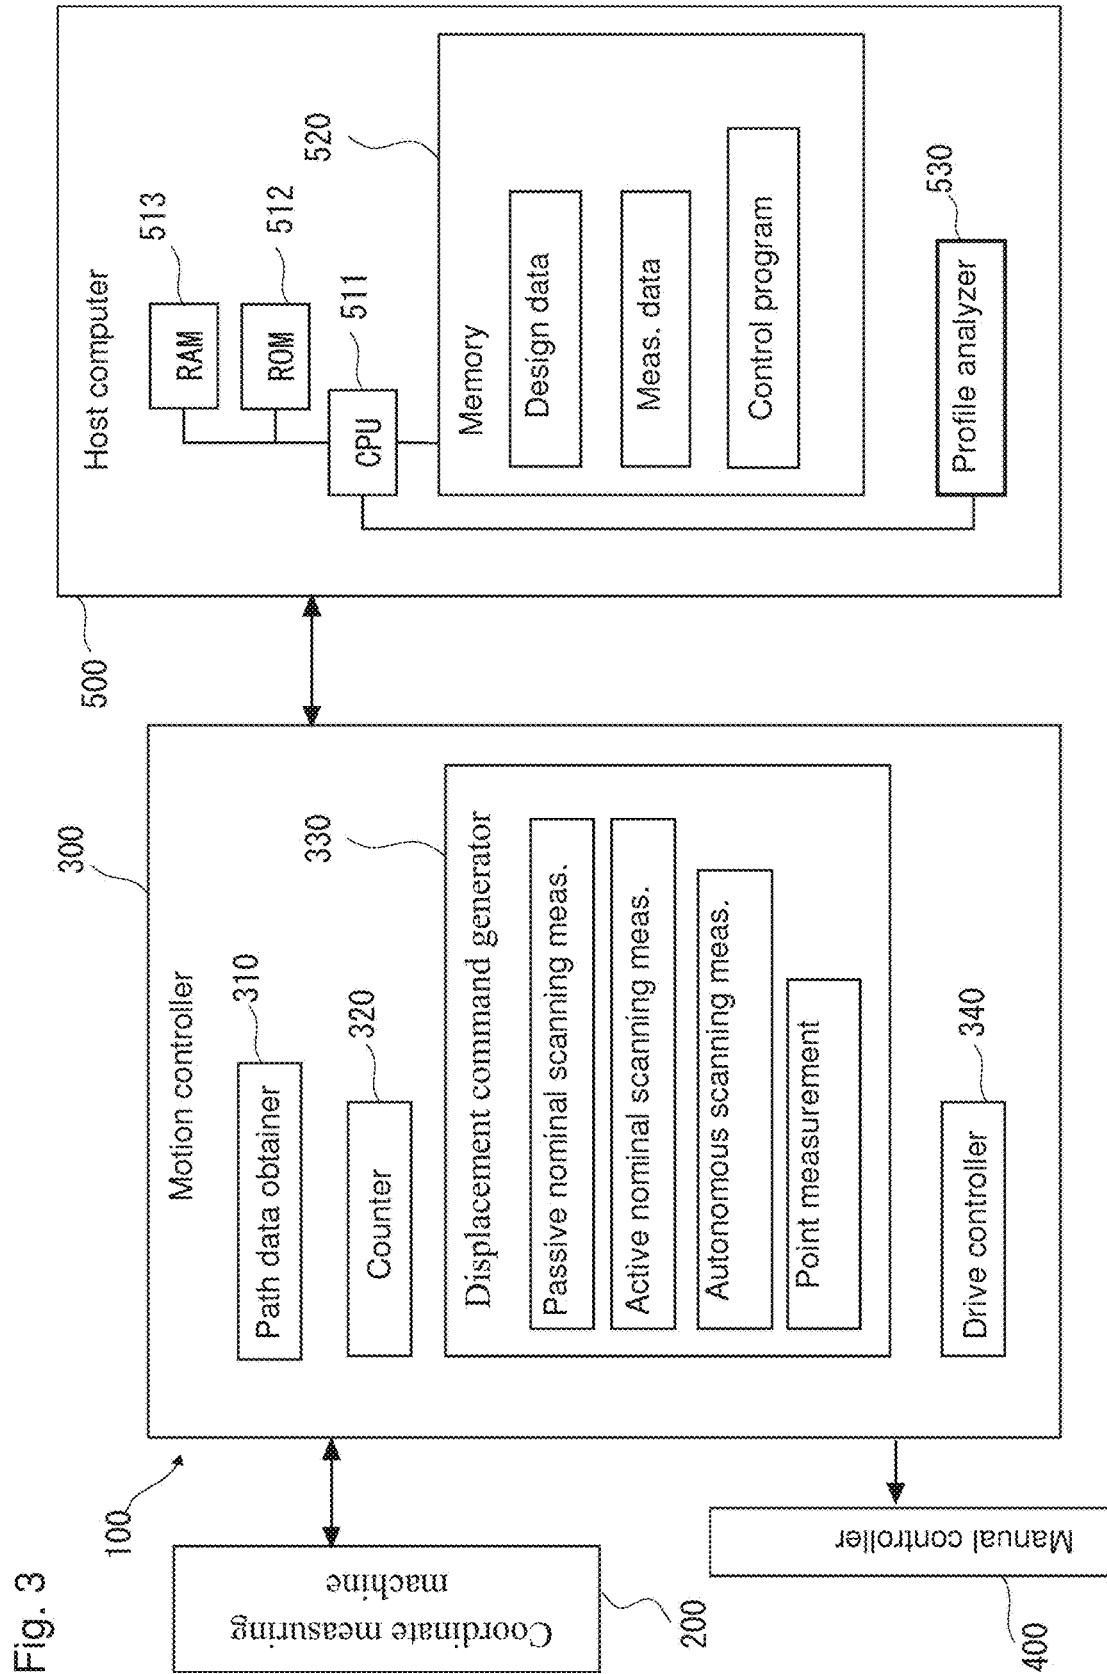 Fig. 3
100
Coordinate measuring
machine
200
Manual controller
400
300
Motion controller
Path data obtainer
310
Counter
320
330
Displacement command generator
Passive nominal scanning meas.
Active nominal scanning meas.
Autonomous scanning meas.
Point measurement
Drive controller
340
500
Host computer
RAM
513
ROM
512
CPU
511
520
Memory
Design data
Meas. data
Control program
Profile analyzer
530